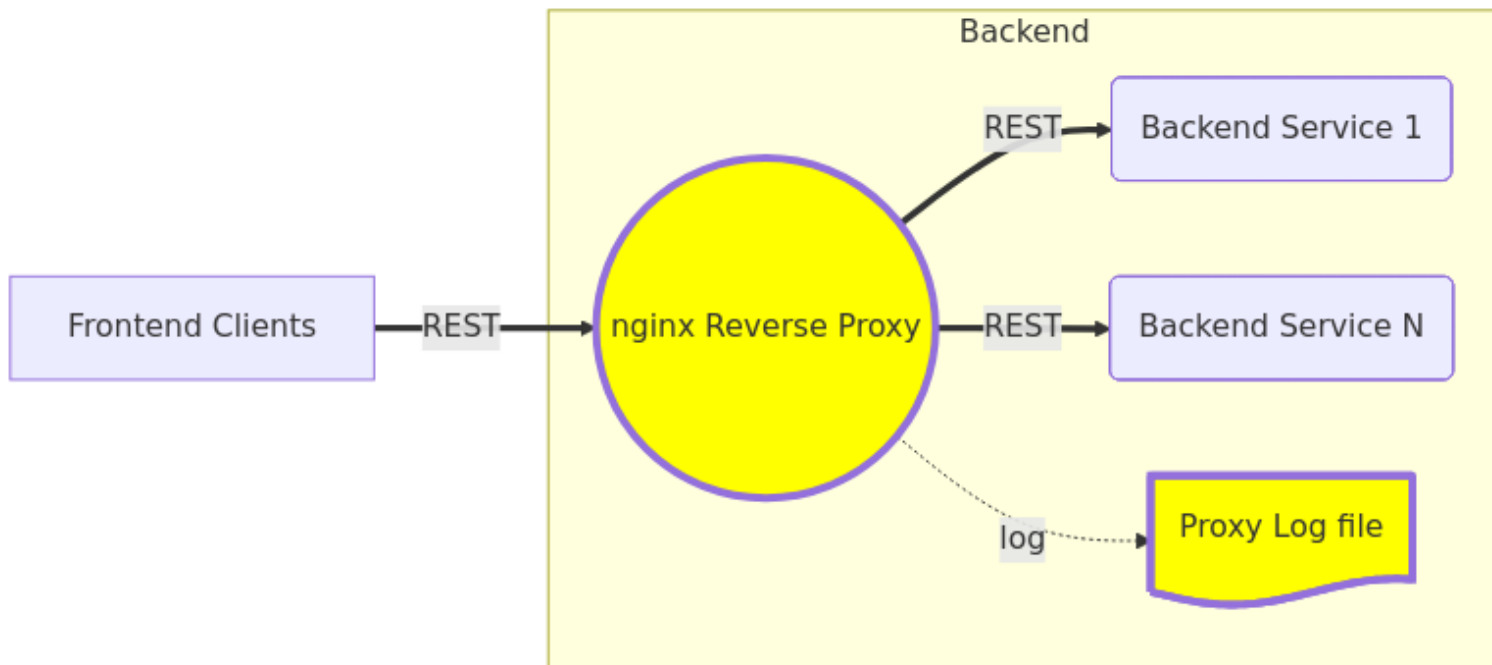 Backend
REST
Backend Service 1
Frontend Clients
REST
nginx Reverse Proxy
REST
Backend Service N
log
Proxy Log file